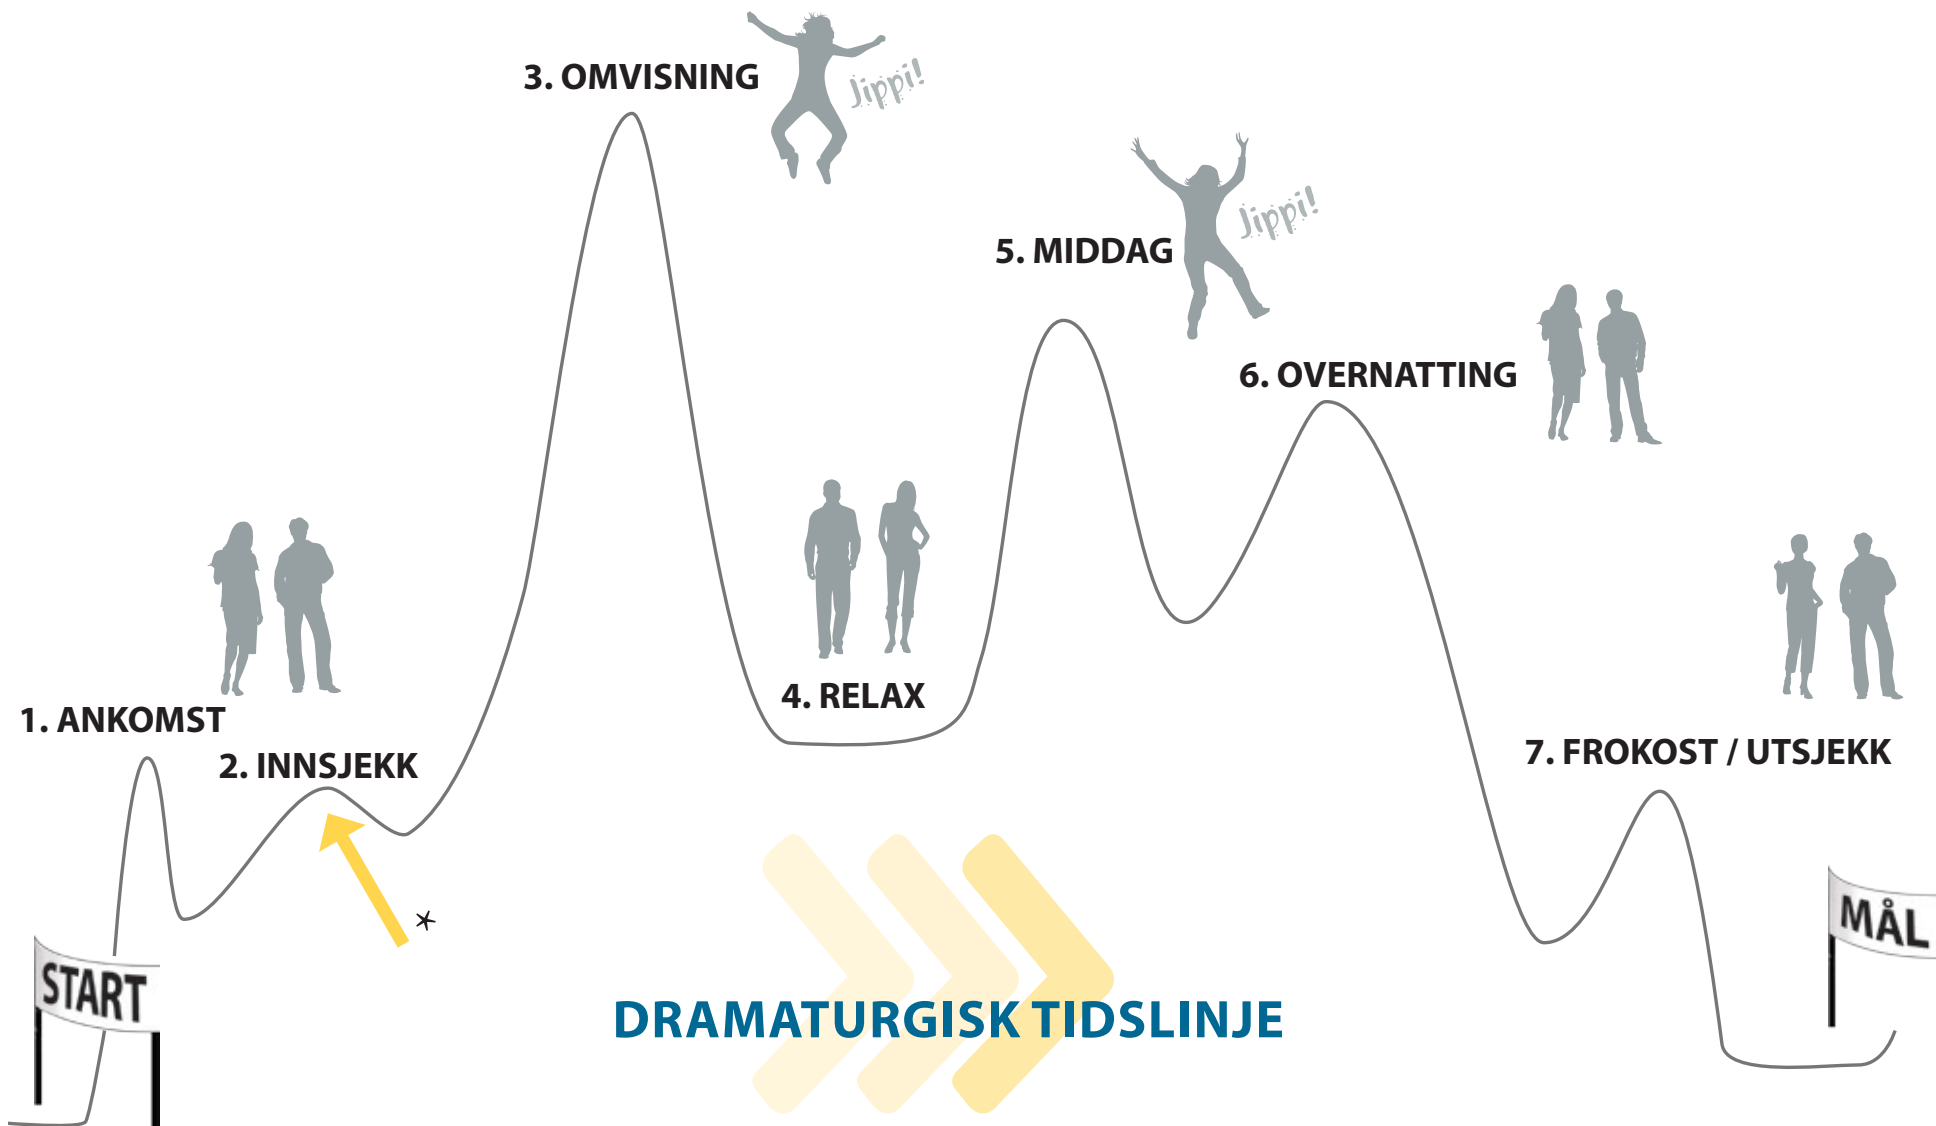 3. OMVISNING
Jippi!
5. MIDDAG
Jippi!
6. OVERNATTING
4. RELAX
1. ANKOMST
2. INNSJEKK
7. FROKOST / UTSJEKK
*
START
MÅL
DRAMATURGISK TIDSLINJE